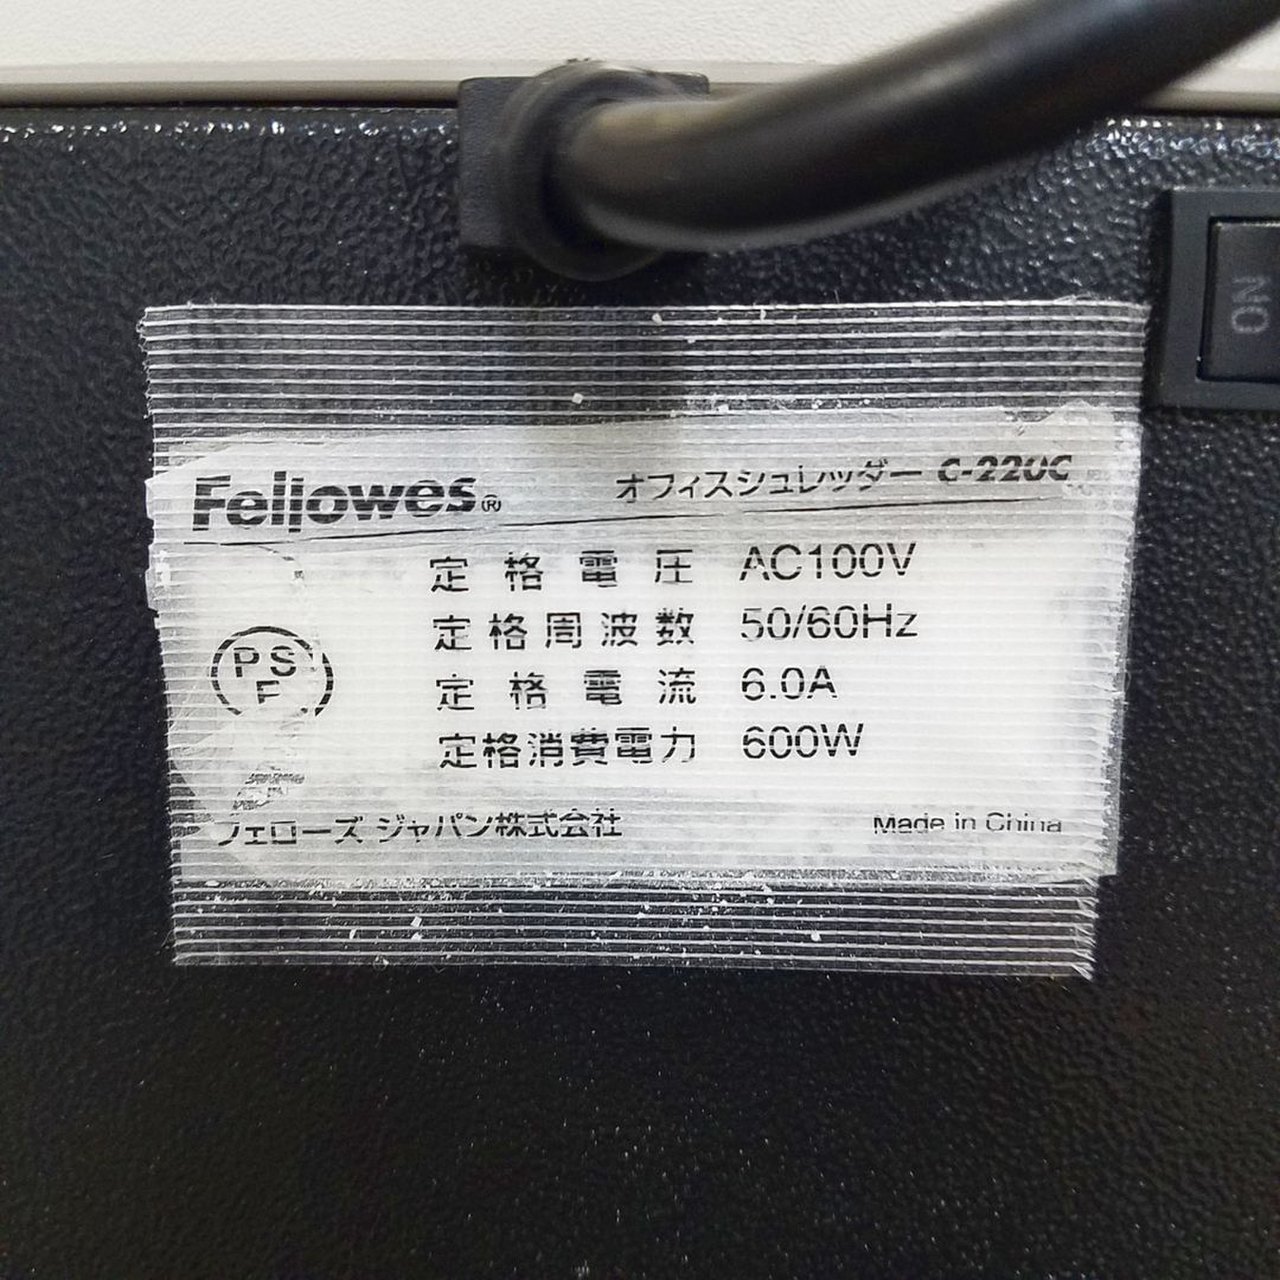 ON
Fellowes® オフィスシュレッダー C-220C
定格電圧 AC100V
定格周波数 50/60Hz
定格電流 6.0A
定格消費電力 600W
PS
E
フェローズ ジャパン株式会社 Made in China